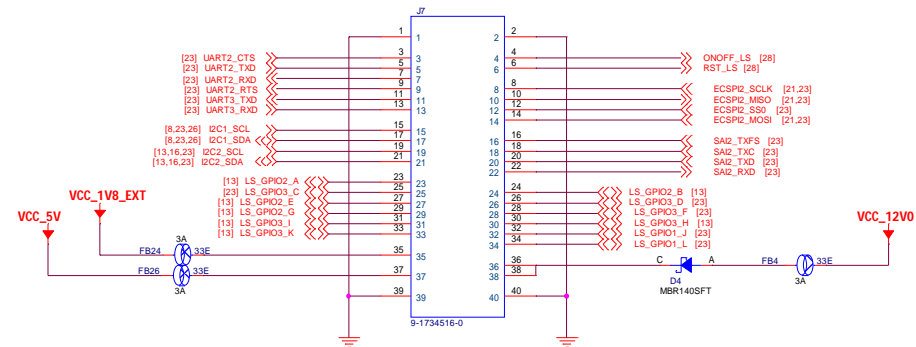 J7
1 1 2 2
[23] UART2_CTS 3 3 4 4 ONOFF_LS [28]
[23] UART2_TXD 5 5 6 6 RST_LS [28]
[23] UART2_RXD 7 7 8 8 ECSPI2_SCLK [21,23]
[23] UART2_RTS 9 9 10 10 ECSPI2_MISO [21,23]
[23] UART3_TXD 11 11 12 12 ECSPI2_SS0 [23]
[23] UART3_RXD 13 13 14 14 ECSPI2_MOSI [21,23]
[8,23,26] I2C1_SCL 15 15 16 16 SAI2_TXFS [23]
[8,23,26] I2C1_SDA 17 17 18 18 SAI2_TXC [23]
[13,16,23] I2C2_SCL 19 19 20 20 SAI2_TXD [23]
[13,16,23] I2C2_SDA 21 21 22 22 SAI2_RXD [23]
[13] LS_GPIO2_A 23 23 24 24 LS_GPIO2_B [13]
[23] LS_GPIO3_C 25 25 26 26 LS_GPIO3_D [23]
[13] LS_GPIO2_E 27 27 28 28 LS_GPIO3_F [23]
[13] LS_GPIO2_G 29 29 30 30 LS_GPIO3_H [13]
[13] LS_GPIO3_I 31 31 32 32 LS_GPIO1_J [23]
[13] LS_GPIO3_K 33 33 34 34 LS_GPIO1_L [23]
VCC_1V8_EXT
VCC_5V
VCC_12V0
3A
FB24 33E 35 35 36 36 C A FB4 33E
FB26 33E 37 37 38 38
3A
D4
3A
MBR140SFT
39 39 40 40
9-1734516-0